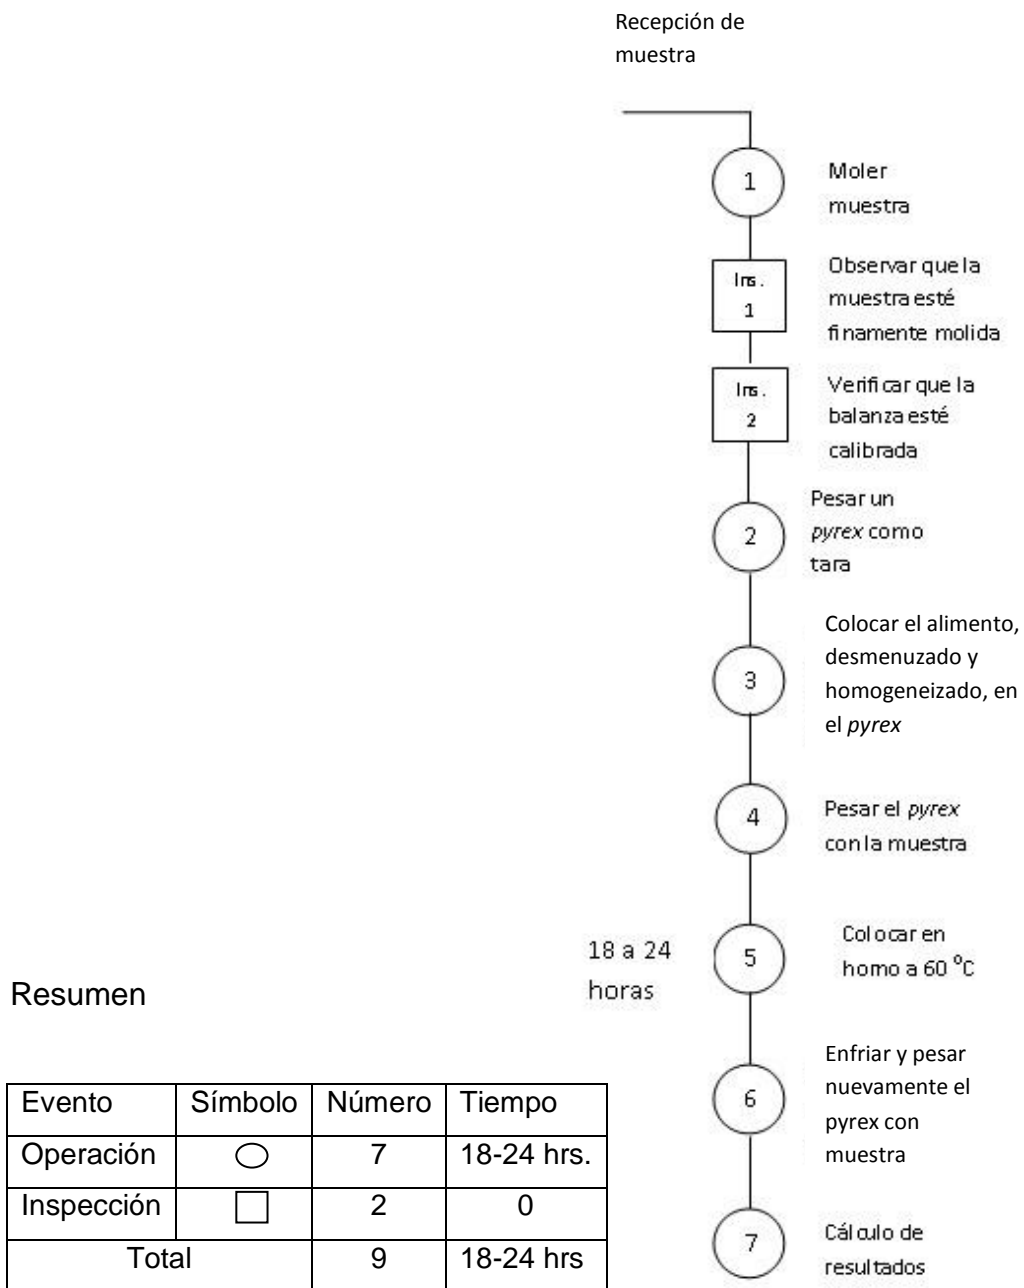 Recepción de
muestra
1
Moler
muestra
Ins.
1
Observar que la
muestra esté
finamente molida
Ins.
2
Verificar que la
balanza esté
calibrada
2
Pesar un
pyrex como
tara
3
Colocar el alimento,
desmenuzado y
homogeneizado, en
el pyrex
4
Pesar el pyrex
con la muestra
18 a 24
horas
5
Colocar en
horno a 60 °C
6
Enfriar y pesar
nuevamente el
pyrex con
muestra
7
Cálculo de
resultados
Resumen
Evento Símbolo Número Tiempo
Operación 7 18-24 hrs.
Inspección 2 0
Total 9 18-24 hrs